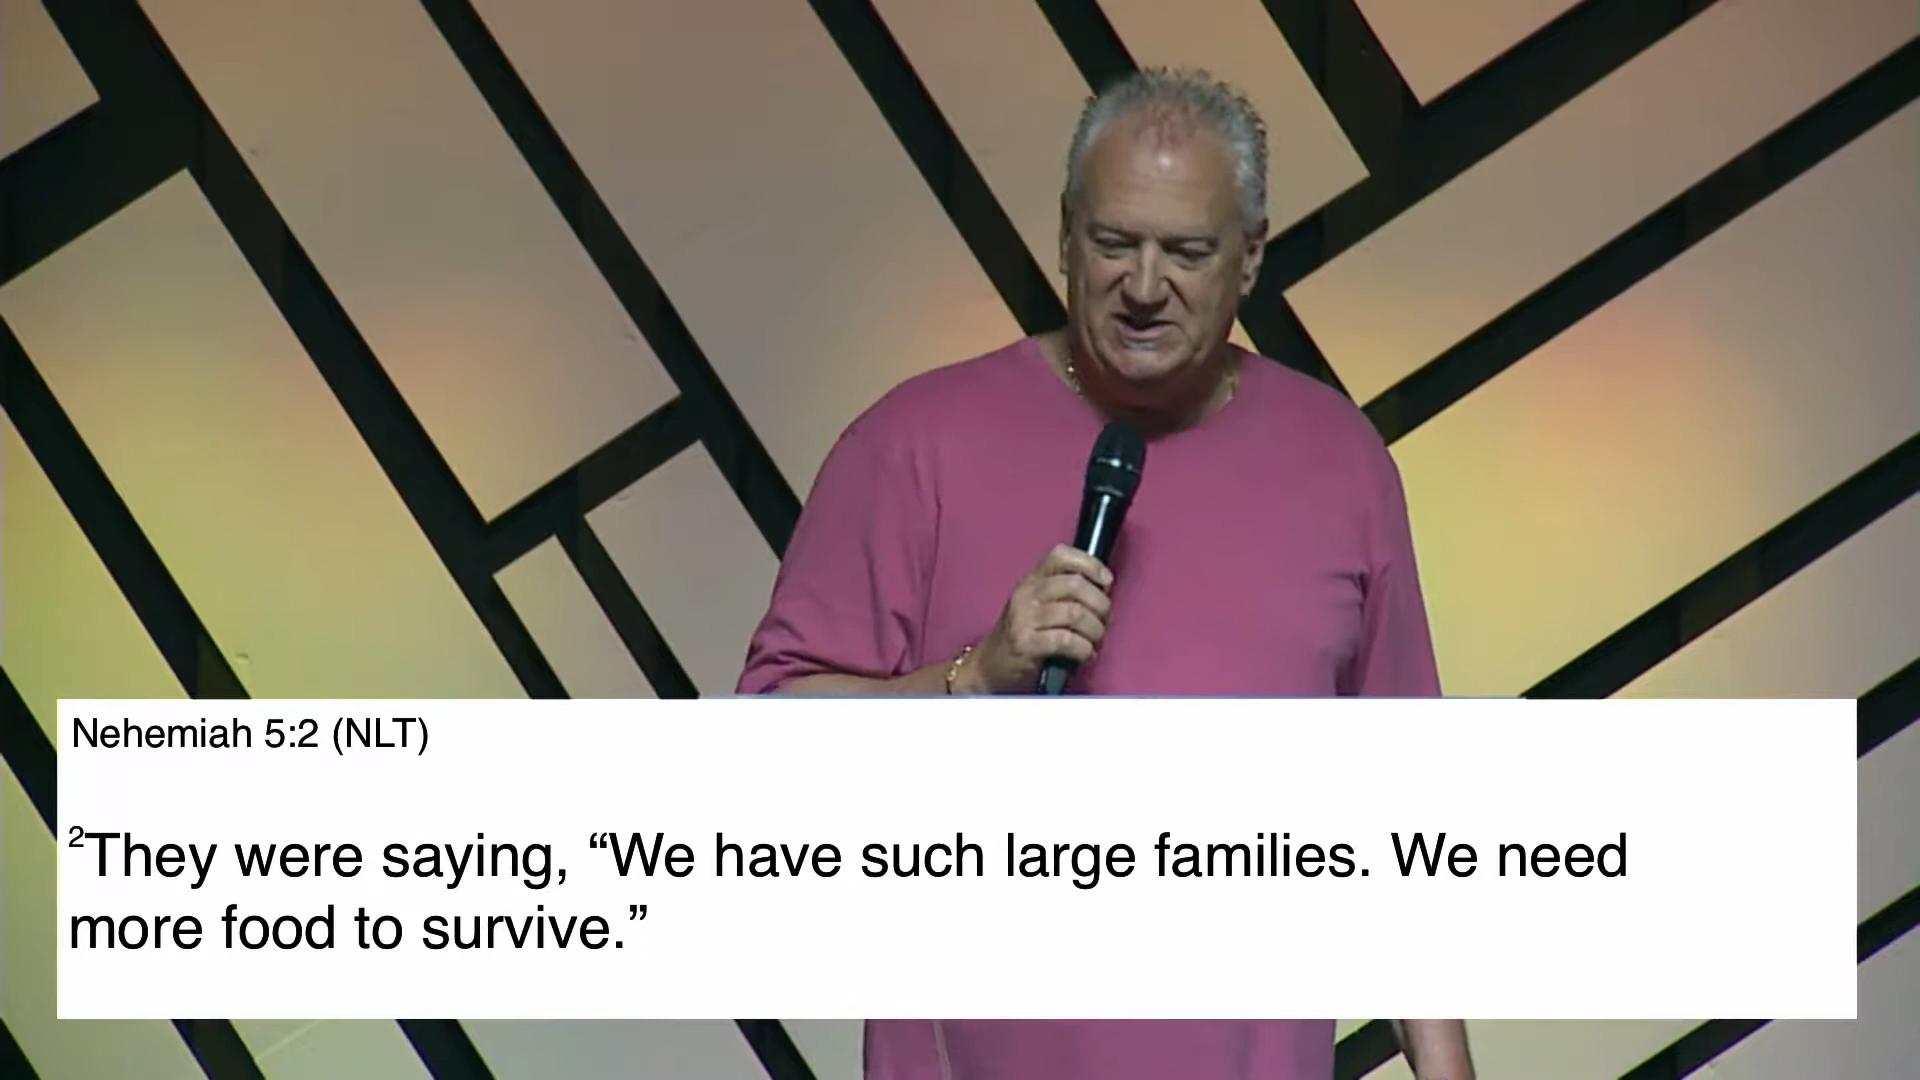 Nehemiah 5:2 (NLT)
²They were saying, “We have such large families. We need
more food to survive.”